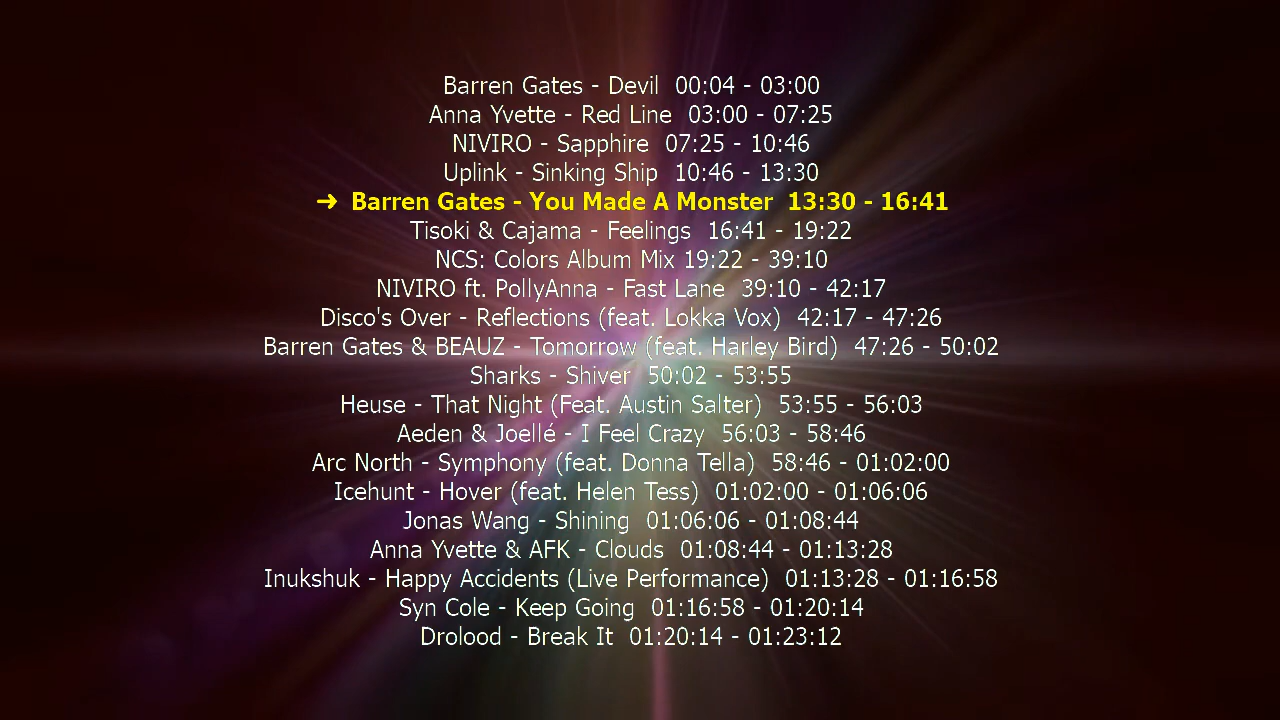 Barren Gates - Devil  00:04 - 03:00
Anna Yvette - Red Line  03:00 - 07:25
NIVIRO - Sapphire  07:25 - 10:46
Uplink - Sinking Ship  10:46 - 13:30
➜ Barren Gates - You Made A Monster  13:30 - 16:41
Tisoki & Cajama - Feelings  16:41 - 19:22
NCS: Colors Album Mix 19:22 - 39:10
NIVIRO ft. PollyAnna - Fast Lane  39:10 - 42:17
Disco's Over - Reflections (feat. Lokka Vox)  42:17 - 47:26
Barren Gates & BEAUZ - Tomorrow (feat. Harley Bird)  47:26 - 50:02
Sharks - Shiver  50:02 - 53:55
Heuse - That Night (Feat. Austin Salter)  53:55 - 56:03
Aeden & Joellé - I Feel Crazy  56:03 - 58:46
Arc North - Symphony (feat. Donna Tella)  58:46 - 01:02:00
Icehunt - Hover (feat. Helen Tess)  01:02:00 - 01:06:06
Jonas Wang - Shining  01:06:06 - 01:08:44
Anna Yvette & AFK - Clouds  01:08:44 - 01:13:28
Inukshuk - Happy Accidents (Live Performance)  01:13:28 - 01:16:58
Syn Cole - Keep Going  01:16:58 - 01:20:14
Drolood - Break It  01:20:14 - 01:23:12